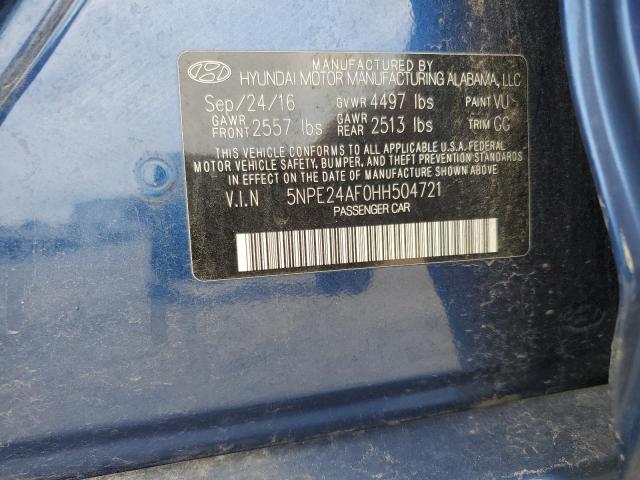 MANUFACTURED BY
HYUNDAI MOTOR MANUFACTURING ALABAMA, LLC
Sep/24/16 GVWR 4497 lbs PAINT VU
GAWR FRONT 2557 lbs GAWR REAR 2513 lbs TRIM GG
THIS VEHICLE CONFORMS TO ALL APPLICABLE U.S.A. FEDERAL
MOTOR VEHICLE SAFETY, BUMPER, AND THEFT PREVENTION STANDARDS
IN EFFECT ON THE DATE OF MANUFACTURE SHOWN ABOVE
V.I.N 5NPE24AF0HH504721
PASSENGER CAR